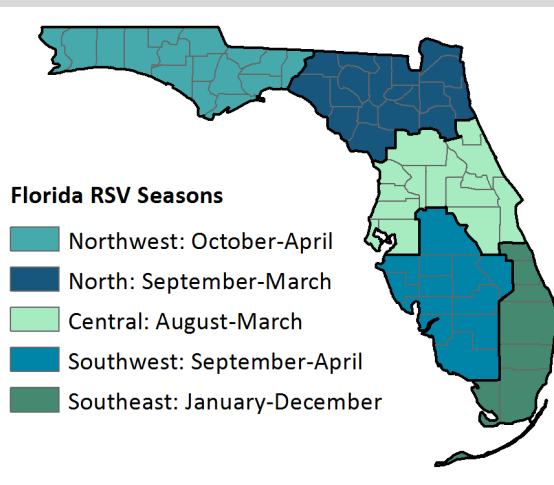 Florida RSV Seasons
Northwest: October-April
North: September-March
Central: August-March
Southwest: September-April
Southeast: January-December